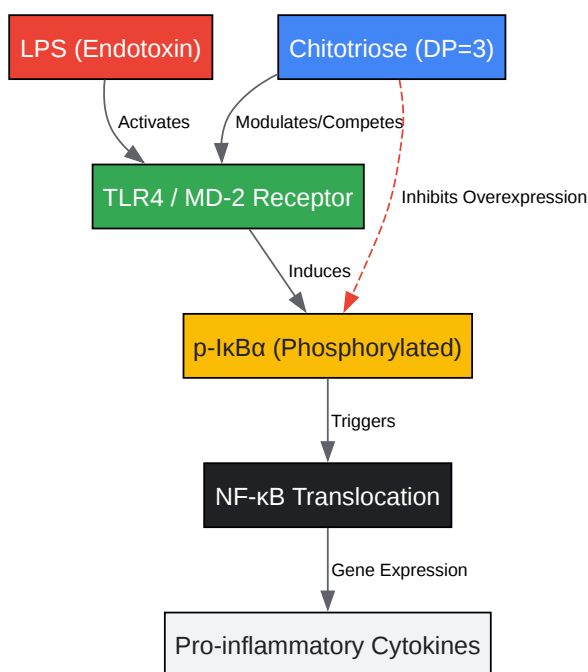 LPS (Endotoxin)
Chitotriose (DP=3)
Activates
Modulates/Competes
TLR4 / MD-2 Receptor
Inhibits Overexpression
Induces
p-IκBα (Phosphorylated)
Triggers
NF-κB Translocation
Gene Expression
Pro-inflammatory Cytokines